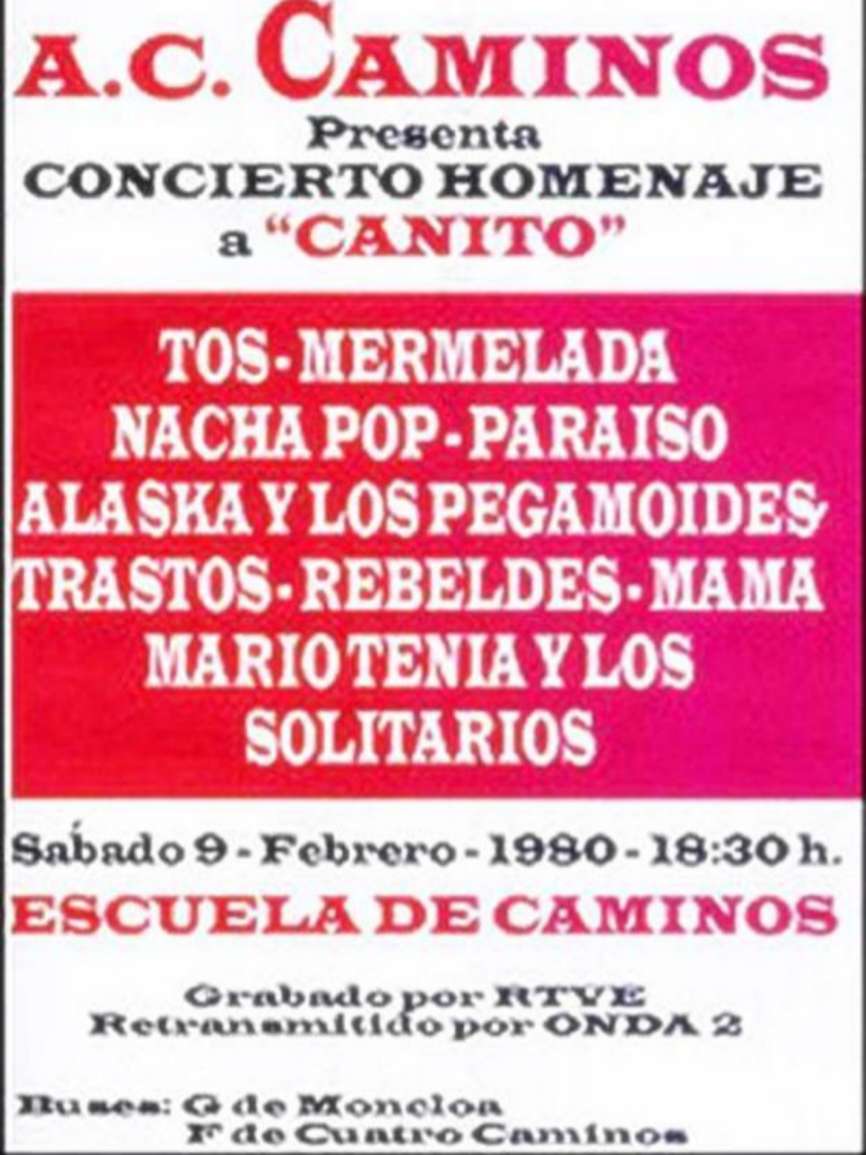 A.C. CAMINOS
Presenta
CONCIERTO HOMENAJE
a "CANITO"
TOS - MERMELADA
NACHA POP - PARAISO
ALASKA Y LOS PEGAMOIDES
TRASTOS - REBELDES - MAMA
MARIO TENIA Y LOS
SOLITARIOS
Sábado 9 - Febrero - 1980 - 18:30 h.
ESCUELA DE CAMINOS
Grabado por RTVE
Retransmitido por ONDA 2
Buses: G de Moncloa
F de Cuatro Caminos